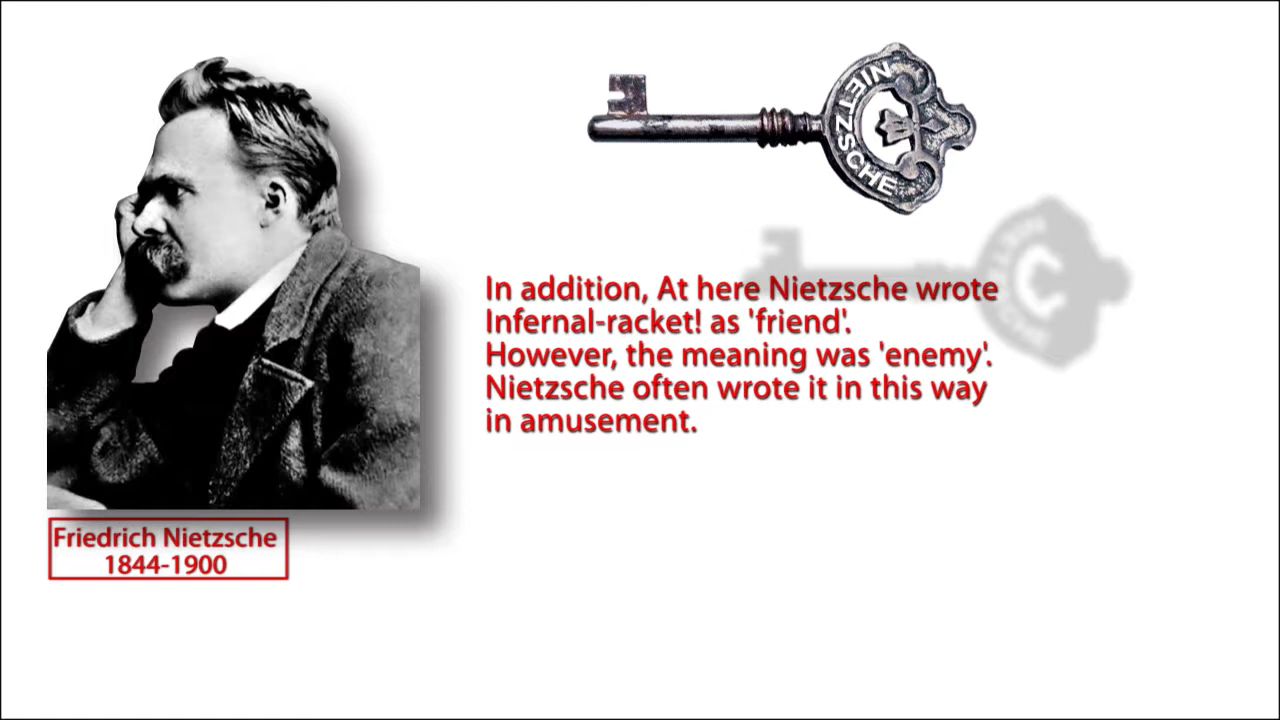 NIETZSCHE
In addition, At here Nietzsche wrote
Infernal-racket! as 'friend'.
However, the meaning was 'enemy'.
Nietzsche often wrote it in this way
in amusement.
Friedrich Nietzsche
1844-1900